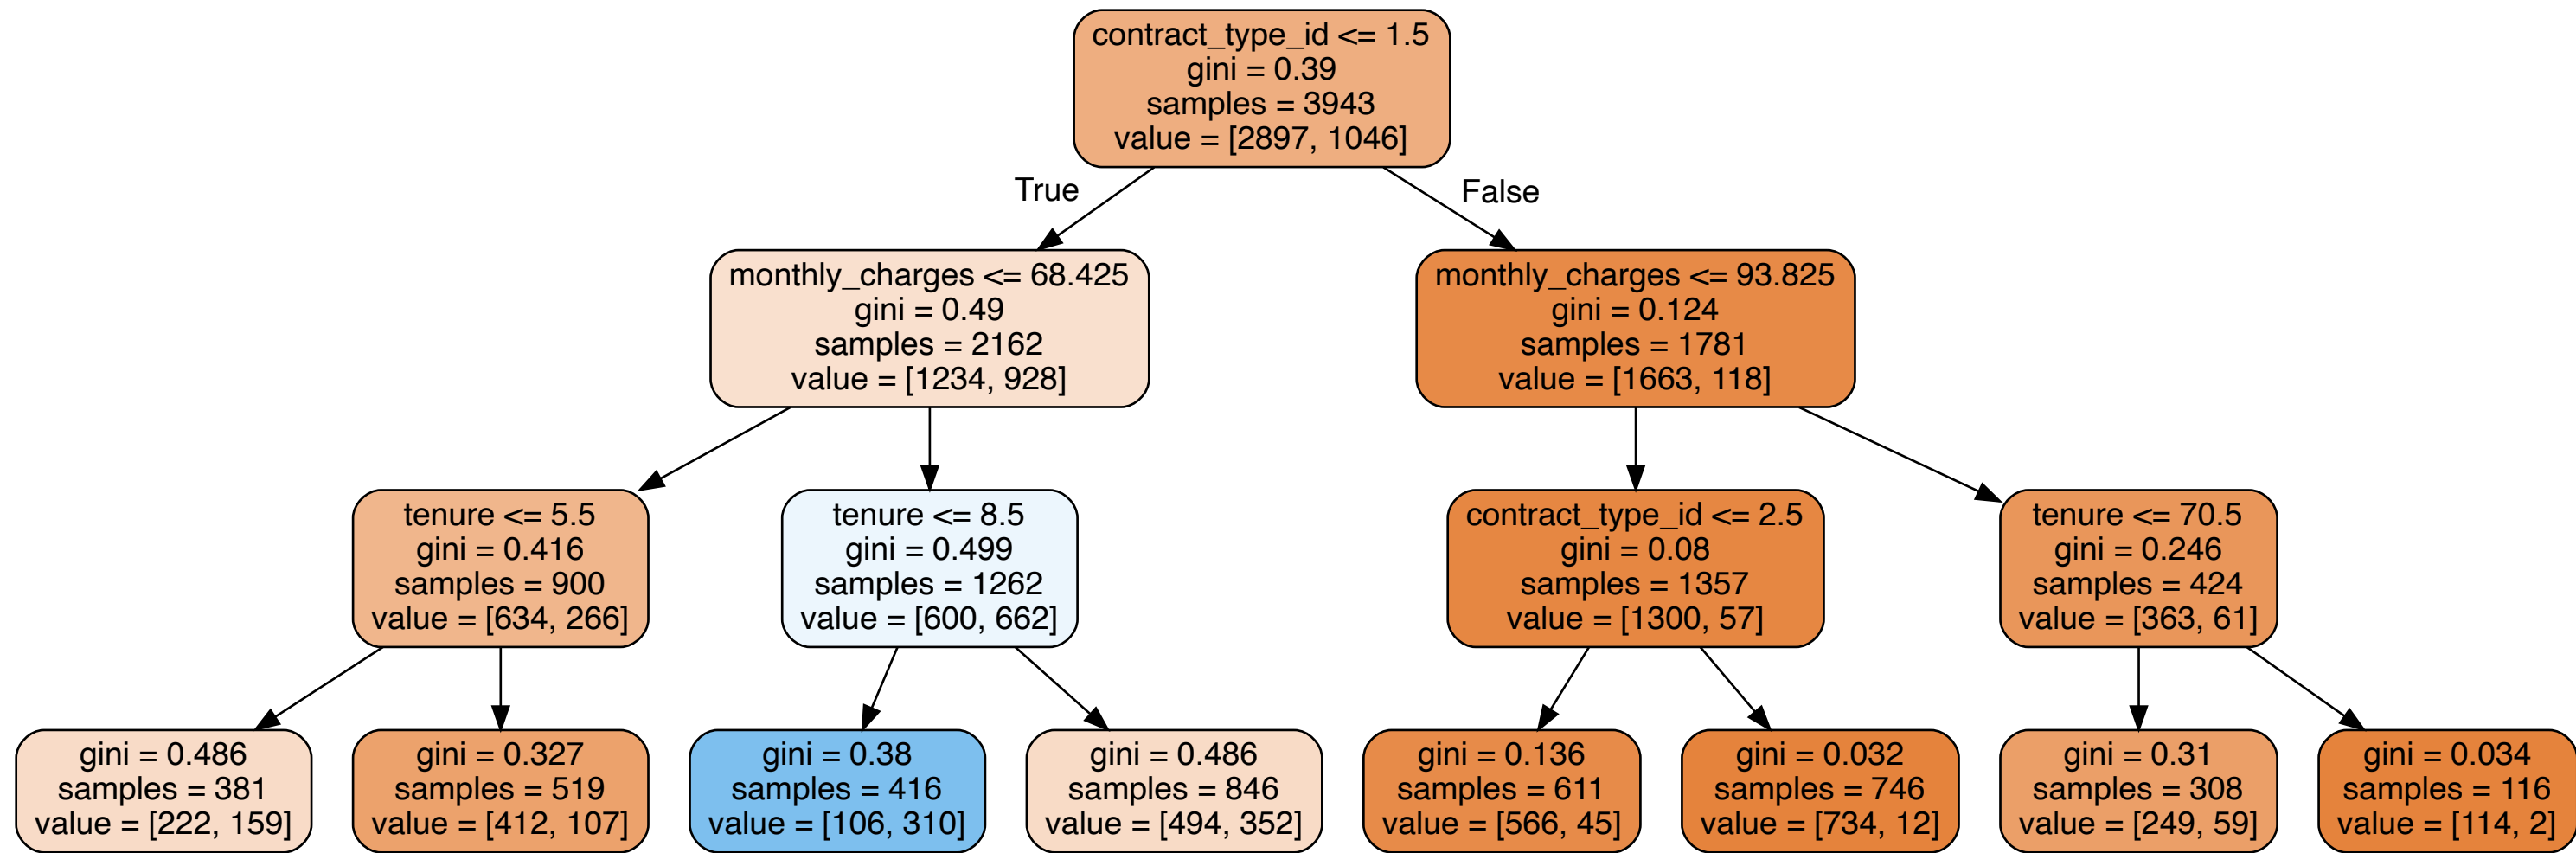 contract_type_id <= 1.5
gini = 0.39
samples = 3943
value = [2897, 1046]
True
False
monthly_charges <= 68.425
gini = 0.49
samples = 2162
value = [1234, 928]
monthly_charges <= 93.825
gini = 0.124
samples = 1781
value = [1663, 118]
tenure <= 5.5
gini = 0.416
samples = 900
value = [634, 266]
tenure <= 8.5
gini = 0.499
samples = 1262
value = [600, 662]
contract_type_id <= 2.5
gini = 0.08
samples = 1357
value = [1300, 57]
tenure <= 70.5
gini = 0.246
samples = 424
value = [363, 61]
gini = 0.486
samples = 381
value = [222, 159]
gini = 0.327
samples = 519
value = [412, 107]
gini = 0.38
samples = 416
value = [106, 310]
gini = 0.486
samples = 846
value = [494, 352]
gini = 0.136
samples = 611
value = [566, 45]
gini = 0.032
samples = 746
value = [734, 12]
gini = 0.31
samples = 308
value = [249, 59]
gini = 0.034
samples = 116
value = [114, 2]